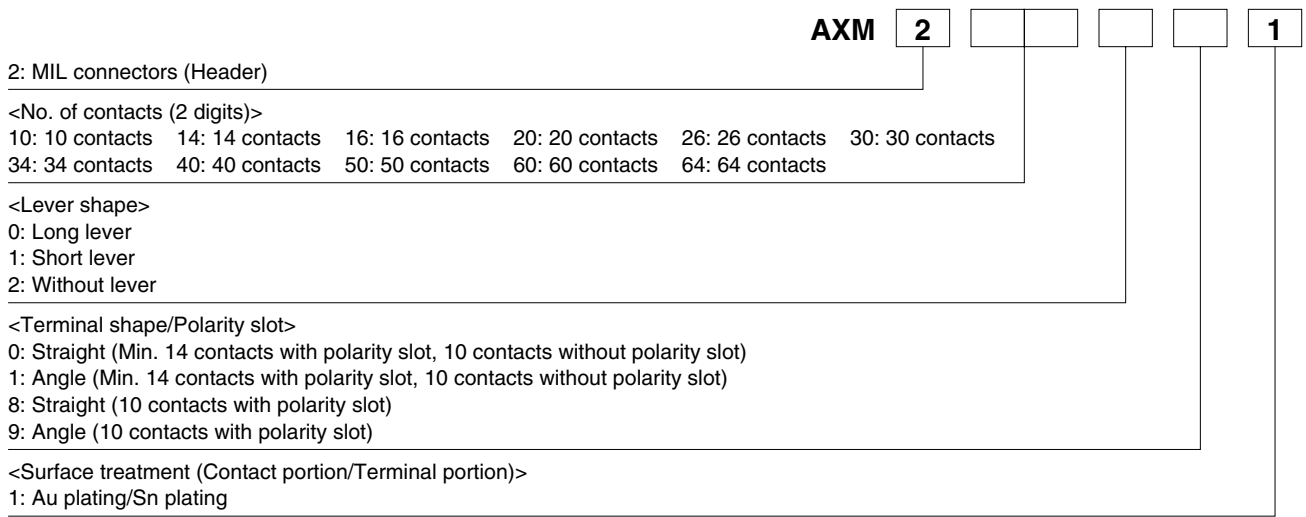 AXM 2 1
2: MIL connectors (Header)
<No. of contacts (2 digits)>
10: 10 contacts 14: 14 contacts 16: 16 contacts 20: 20 contacts 26: 26 contacts 30: 30 contacts
34: 34 contacts 40: 40 contacts 50: 50 contacts 60: 60 contacts 64: 64 contacts
<Lever shape>
0: Long lever
1: Short lever
2: Without lever
<Terminal shape/Polarity slot>
0: Straight (Min. 14 contacts with polarity slot, 10 contacts without polarity slot)
1: Angle (Min. 14 contacts with polarity slot, 10 contacts without polarity slot)
8: Straight (10 contacts with polarity slot)
9: Angle (10 contacts with polarity slot)
<Surface treatment (Contact portion/Terminal portion)>
1: Au plating/Sn plating